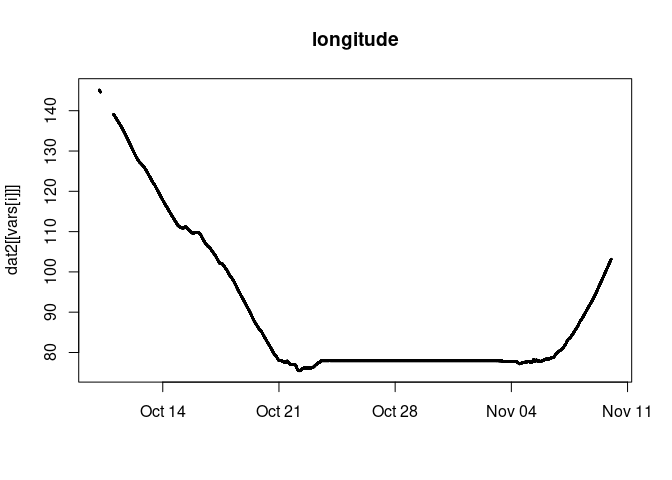 longitude
dat2[[vars[i]]]
140
130
120
110
100
90
80
Oct 14
Oct 21
Oct 28
Nov 04
Nov 11